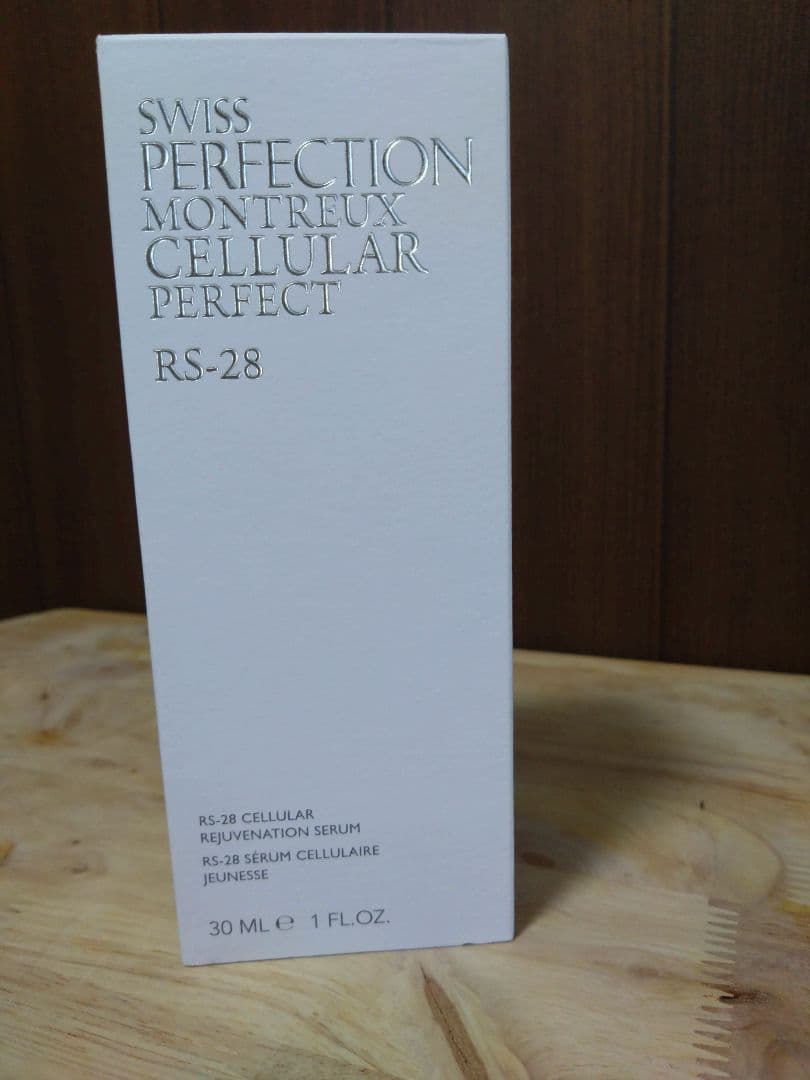 SWISS
PERFECTION
MONTREUX
CELLULAR
PERFECT
RS-28
RS-28 CELLULAR
REJUVENATION SERUM
RS-28 SÉRUM CELLULAIRE
JEUNESSE
30 ML ℮ 1 FL.OZ.